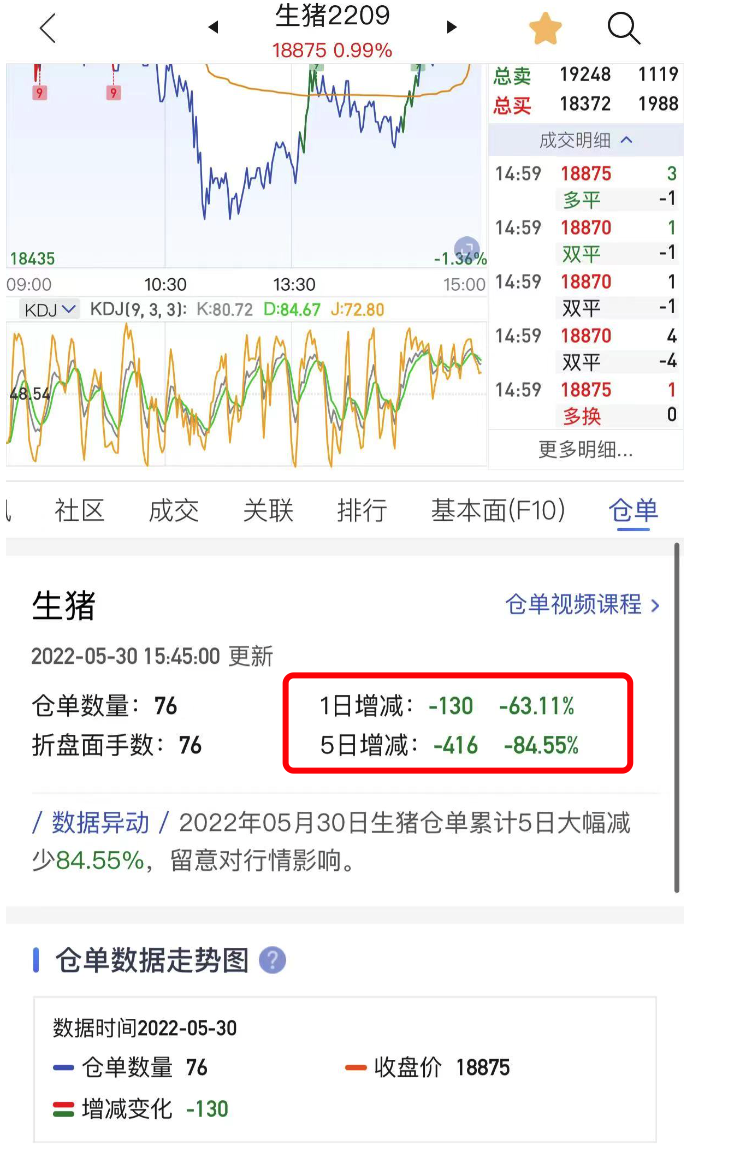 生猪2209
18875 0.99%
9
9
7
7
总卖 19248 1119
总买 18372 1988
成交明细
14:59 18875 3
多平 -1
14:59 18870 1
双平 -1
14:59 18870 1
双平 -1
14:59 18870 4
双平 -4
14:59 18875 1
多换 0
更多明细...
18435 -1.36%
09:00 10:30 13:30 15:00
KDJ KDJ(9, 3, 3): K:80.72 D:84.67 J:72.80
48.54
社区 成交 关联 排行 基本面(F10) 仓单
生猪 仓单视频课程
2022-05-30 15:45:00 更新
仓单数量: 76 1日增减: -130 -63.11%
折盘面手数: 76 5日增减: -416 -84.55%
/ 数据异动 / 2022年05月30日生猪仓单累计5日大幅减
少84.55%，留意对行情影响。
仓单数据走势图 ?
数据时间2022-05-30
仓单数量 76 收盘价 18875
增减变化 -130